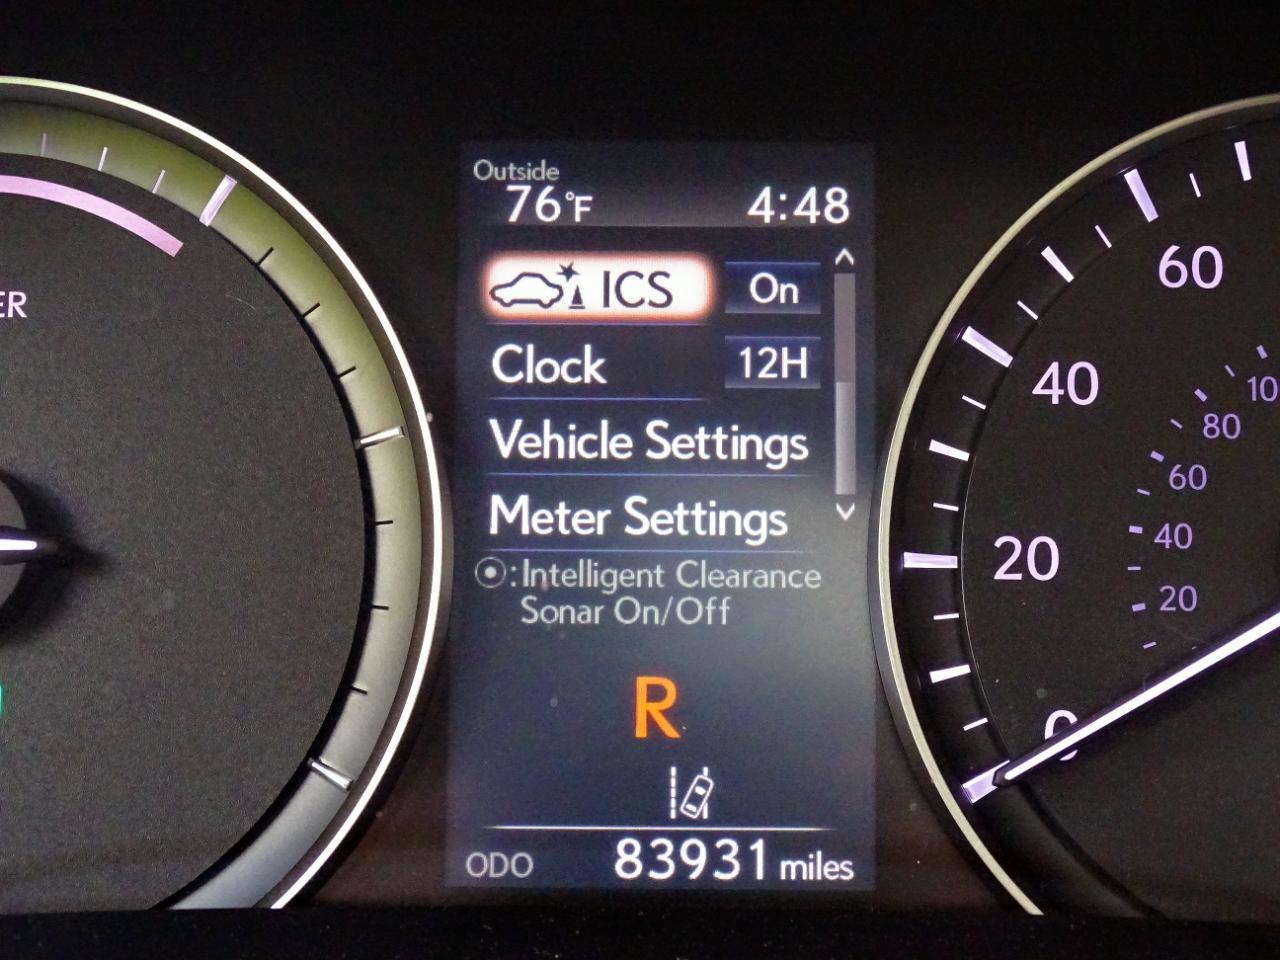 Outside
76°F 4:48
ICS On
Clock 12H
Vehicle Settings
Meter Settings
:Intelligent Clearance
Sonar On/Off
R
ODO 83931 miles
ER
60
40
20
0
10
80
60
40
20